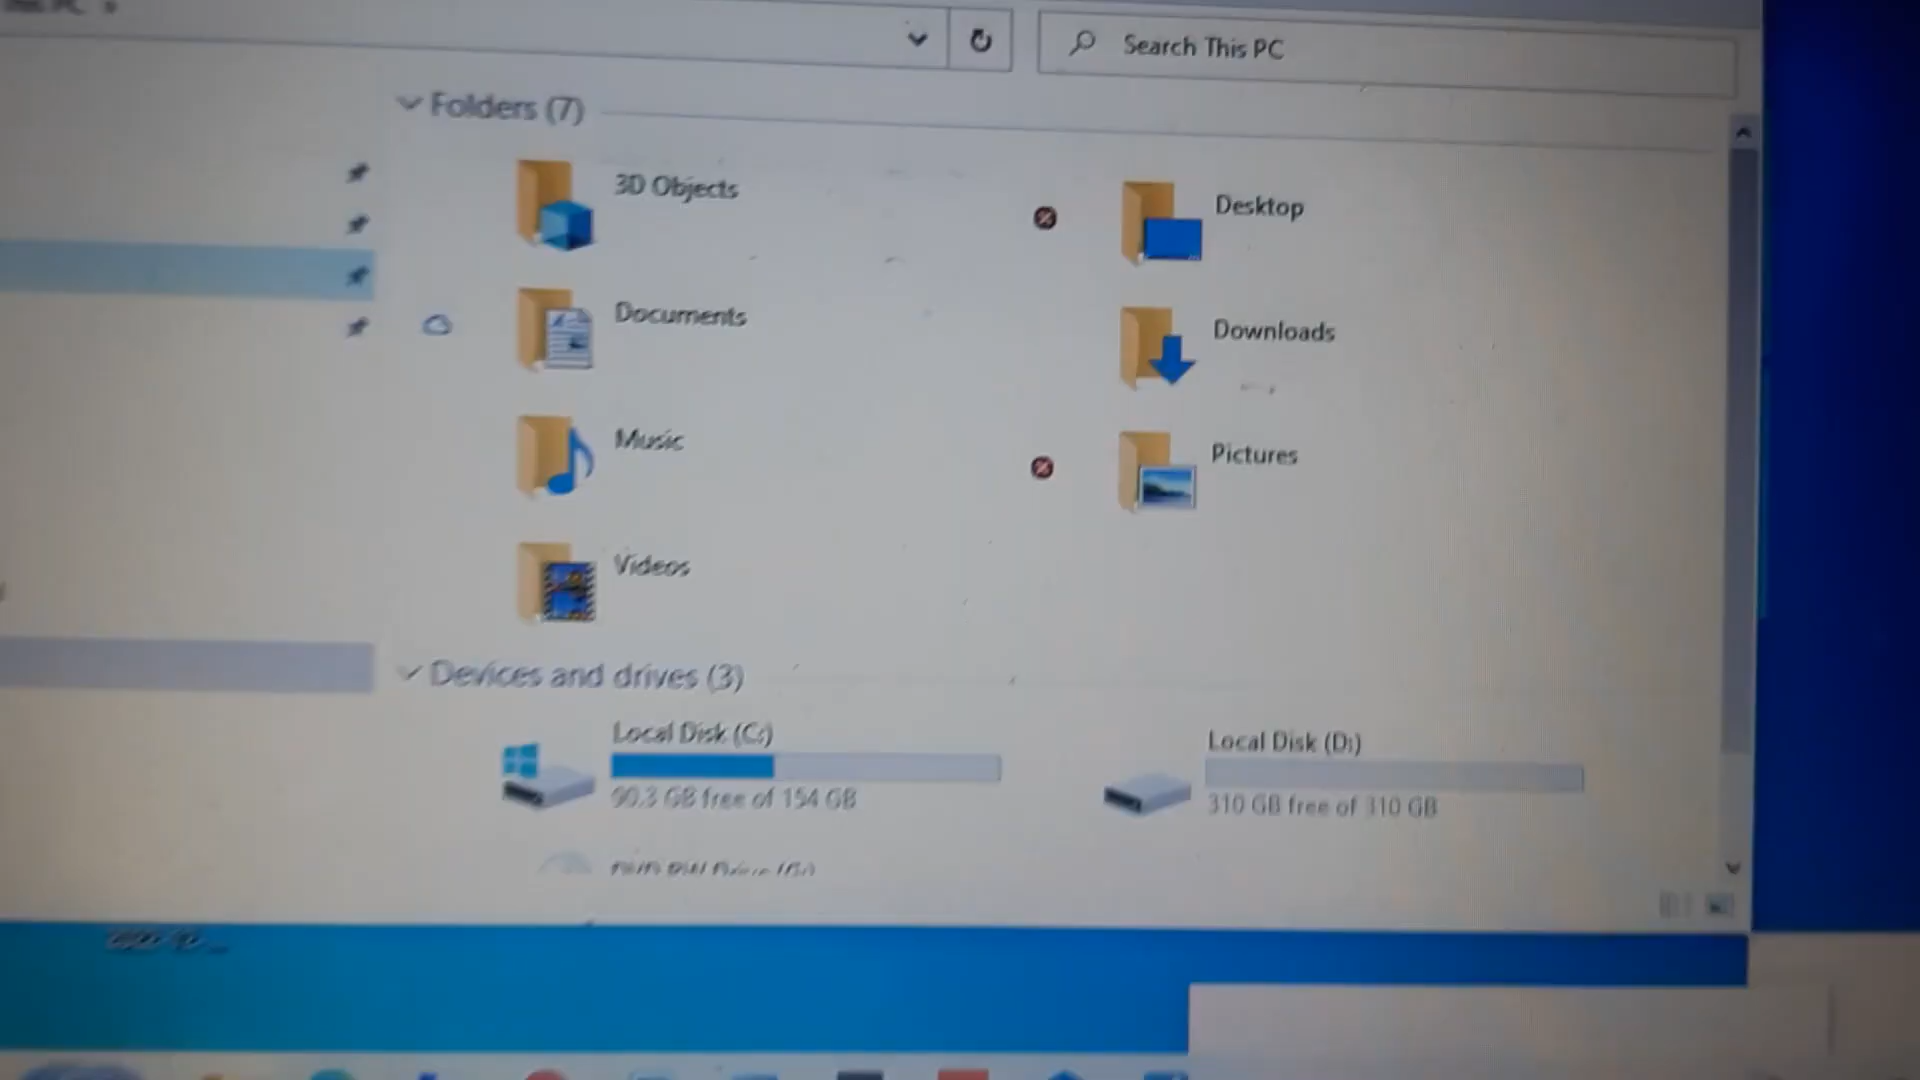 Search This PC
Folders (7)
3D Objects
Desktop
Documents
Downloads
Music
Pictures
Videos
Devices and drives (3)
Local Disk (C:)
90.3 GB free of 154 GB
Local Disk (D:)
310 GB free of 310 GB